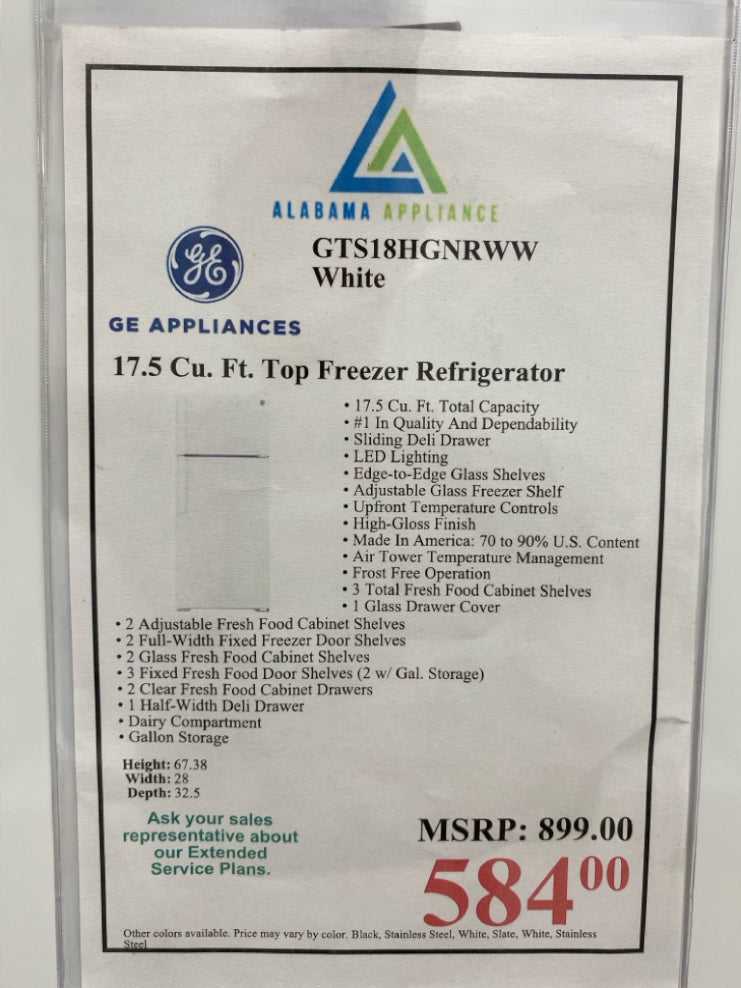 ALABAMA APPLIANCE
GE
GTS18HGNRWW
White
GE APPLIANCES
17.5 Cu. Ft. Top Freezer Refrigerator
• 17.5 Cu. Ft. Total Capacity
• #1 In Quality And Dependability
• Sliding Deli Drawer
• LED Lighting
• Edge-to-Edge Glass Shelves
• Adjustable Glass Freezer Shelf
• Upfront Temperature Controls
• High-Gloss Finish
• Made In America: 70 to 90% U.S. Content
• Air Tower Temperature Management
• Frost Free Operation
• 3 Total Fresh Food Cabinet Shelves
• 1 Glass Drawer Cover
• 2 Adjustable Fresh Food Cabinet Shelves
• 2 Full-Width Fixed Freezer Door Shelves
• 2 Glass Fresh Food Cabinet Shelves
• 3 Fixed Fresh Food Door Shelves (2 w/ Gal. Storage)
• 2 Clear Fresh Food Cabinet Drawers
• 1 Half-Width Deli Drawer
• Dairy Compartment
• Gallon Storage
Height: 67.38
Width: 28
Depth: 32.5
Ask your sales
representative about
our Extended
Service Plans.
MSRP: 899.00
58400
Other colors available. Price may vary by color. Black, Stainless Steel, White, Slate, White, Stainless
Steel